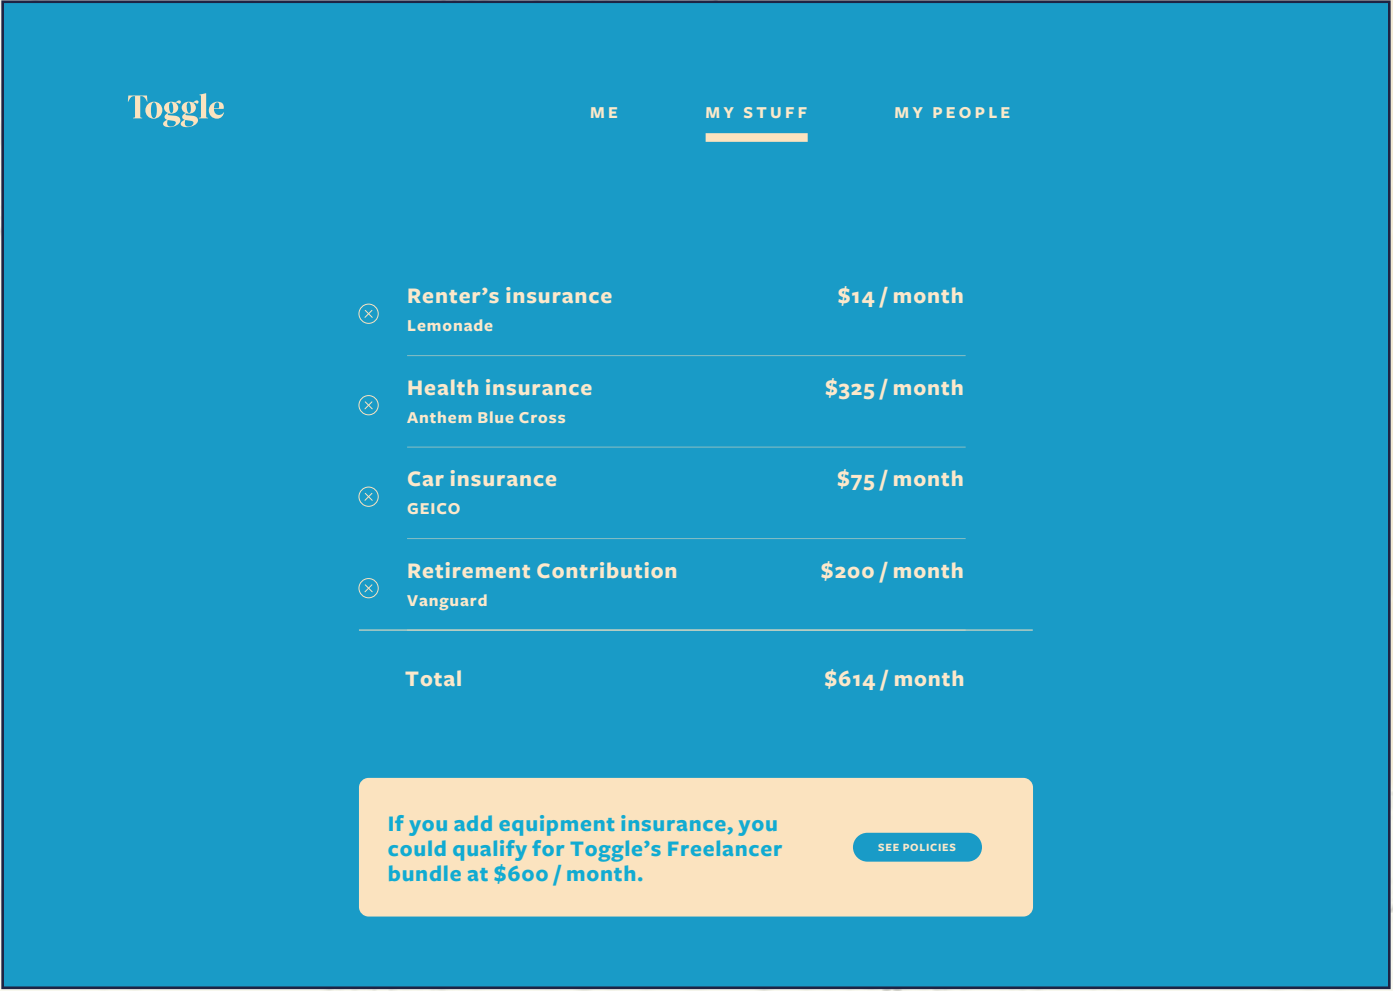 Toggle
ME
MY STUFF
MY PEOPLE
Renter’s insurance
$14 / month
Lemonade
Health insurance
$325 / month
Anthem Blue Cross
Car insurance
$75 / month
GEICO
Retirement Contribution
$200 / month
Vanguard
Total
$614 / month
If you add equipment insurance, you
could qualify for Toggle’s Freelancer
bundle at $600 / month.
SEE POLICIES